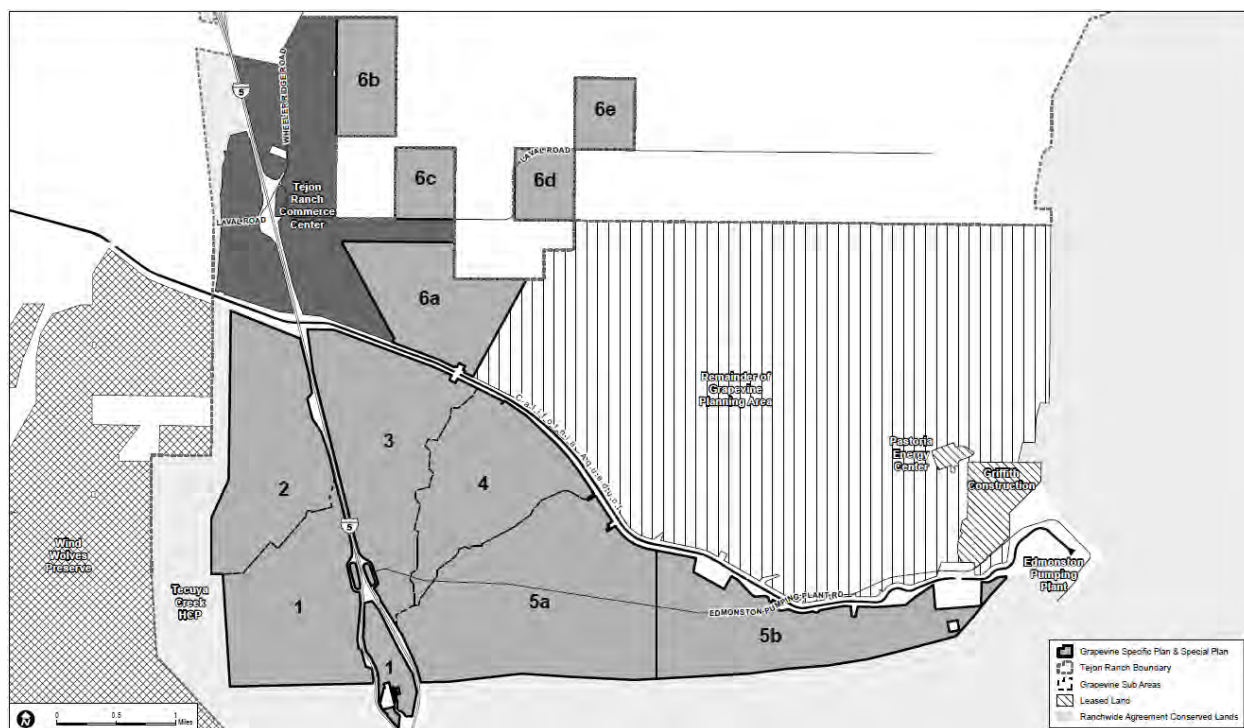 6b
6e
WHEELER RIDGE ROAD
5
LAVAL ROAD
6c
6d
Tejon
Ranch
Commerce
Center
LAVAL ROAD
6a
Remainder of
Grapevine
Planning Area
California Aqueduct
3
Pastoria
Energy
Center
Griffith
Construction
4
2
5
Wind
Wolves
Preserve
Edmonston
Pumping
Plant
Tecuya
Creek
HCP
1
5a
EDMONSTON PUMPING PLANT RD
5b
1
Grapevine Specific Plan & Special Plan
Tejon Ranch Boundary
Grapevine Sub Areas
Leased Land
Ranchwide Agreement Conserved Lands
N
0 0.5 1
Miles